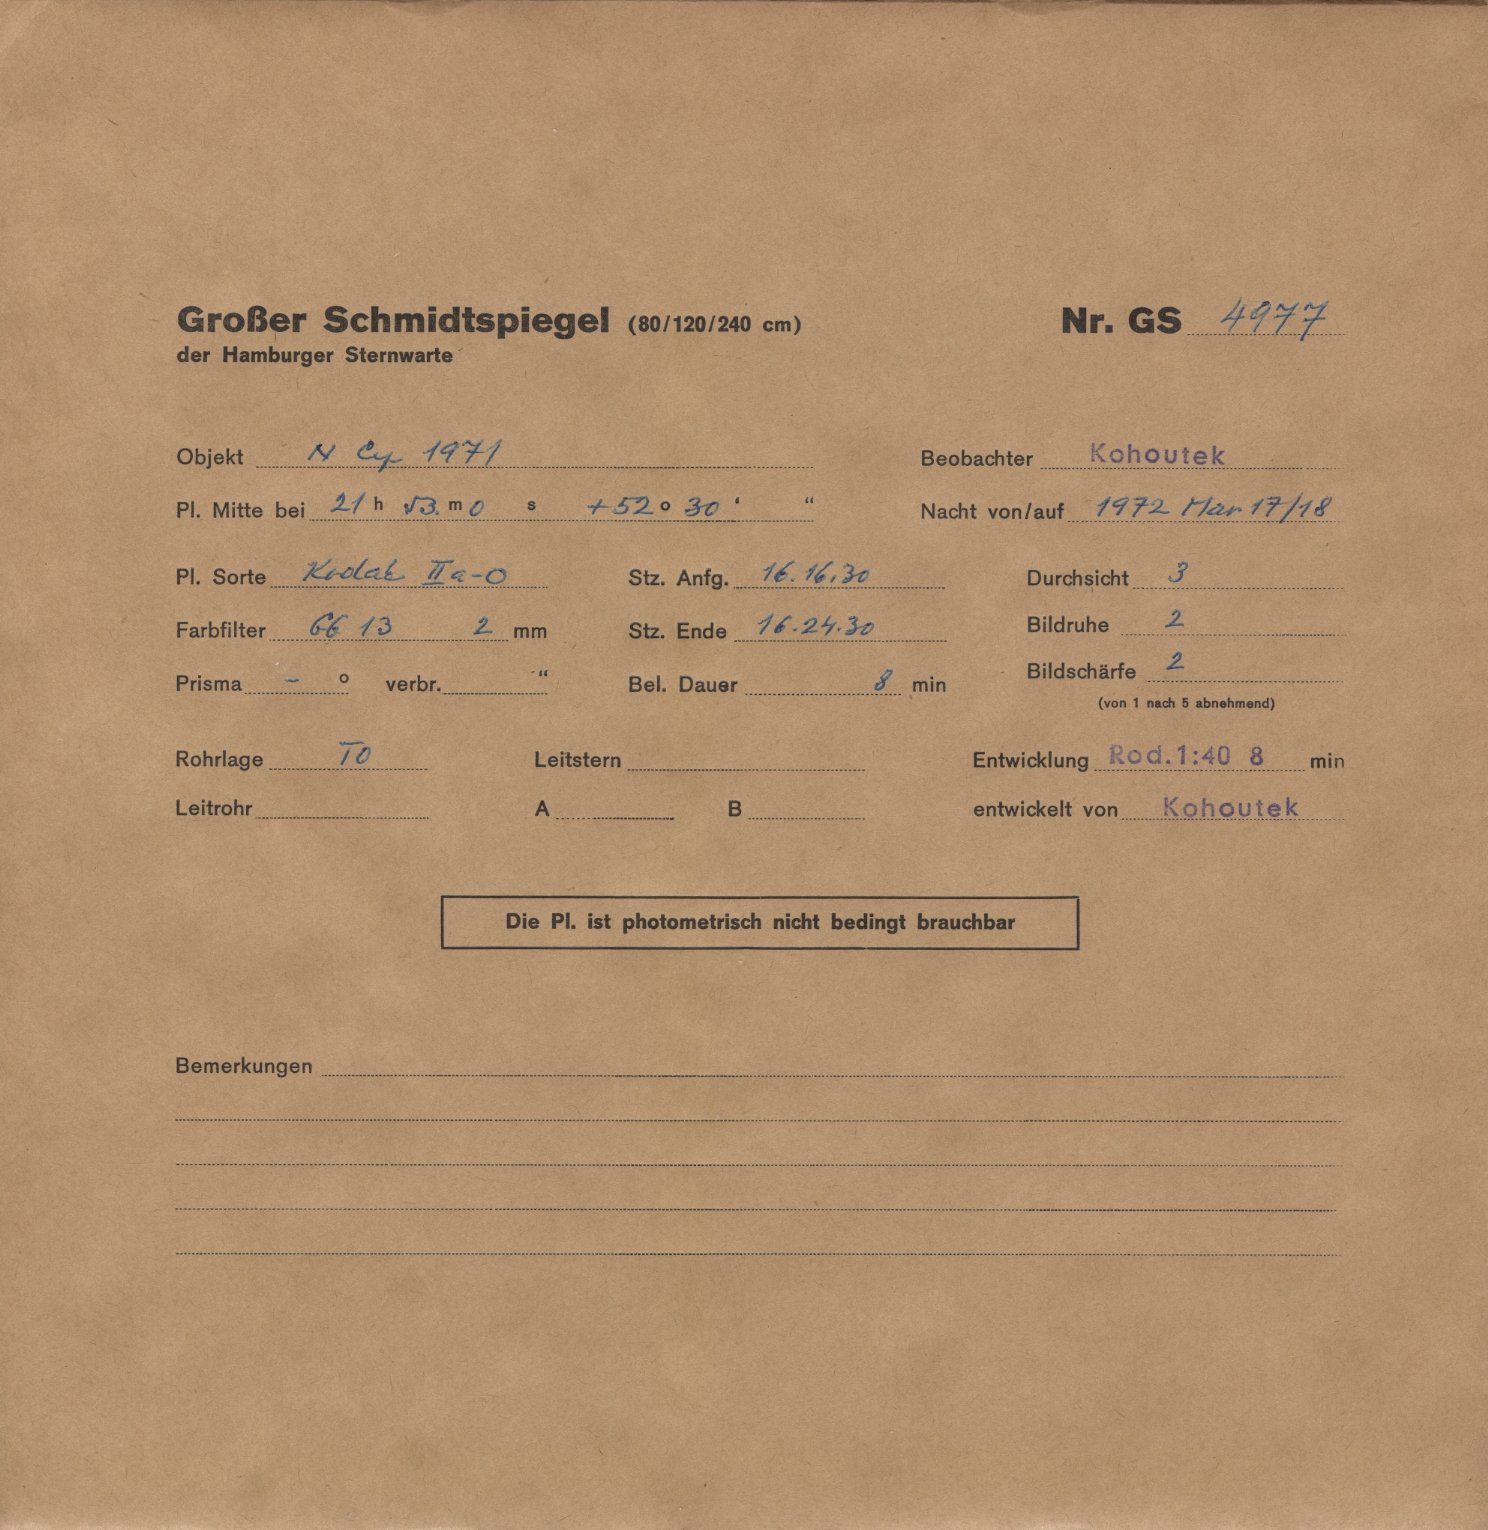 Großer Schmidtspiegel (80/120/240 cm) Nr. GS 4977
der Hamburger Sternwarte
Objekt N Cep 1971 Beobachter Kohoutek
Pl. Mitte bei 21 h 53. m 0 s +52 o 30 ‘ “ Nacht von/auf 1972 Mar 17/18
Pl. Sorte Kodak IIa-O Stz. Anfg. 16.16.30 Durchsicht 3
Farbfilter GG 13 2 mm Stz. Ende 16.24.30 Bildruhe 2
Prisma - o verbr. “ Bel. Dauer 8 min Bildschärfe 2
(von 1 nach 5 abnehmend)
Rohrlage TO Leitstern Entwicklung Rod.1:40 8 min
Leitrohr A B entwickelt von Kohoutek
Die Pl. ist photometrisch nicht bedingt brauchbar
Bemerkungen